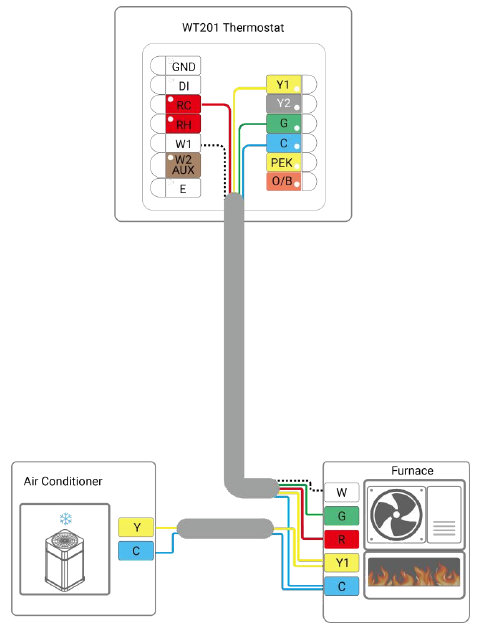 WT201 Thermostat
GND
DI
RC
RH
W1
W2
AUX
E
Y1
Y2
G
C
PEK
O/B
Air Conditioner
Y
C
Furnace
W
G
R
Y1
C